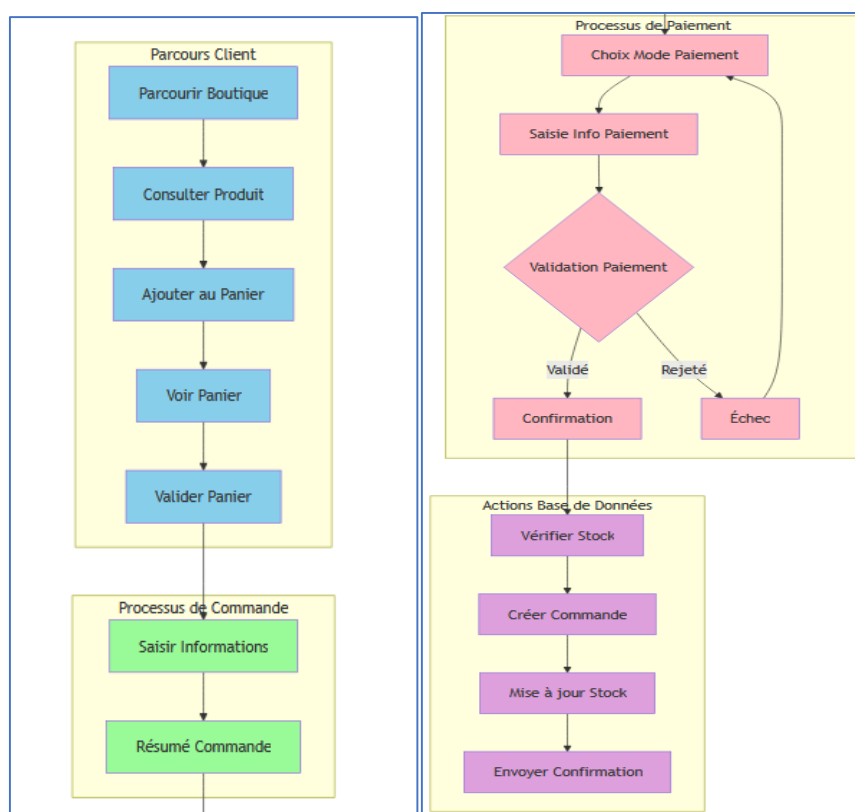 Parcours Client
Parcourir Boutique
Consulter Produit
Ajouter au Panier
Voir Panier
Valider Panier
Processus de Commande
Saisir Informations
Résumé Commande
Processus de Paiement
Choix Mode Paiement
Saisie Info Paiement
Validation Paiement
Validé
Rejeté
Confirmation
Échec
Actions Base de Données
Vérifier Stock
Créer Commande
Mise à jour Stock
Envoyer Confirmation